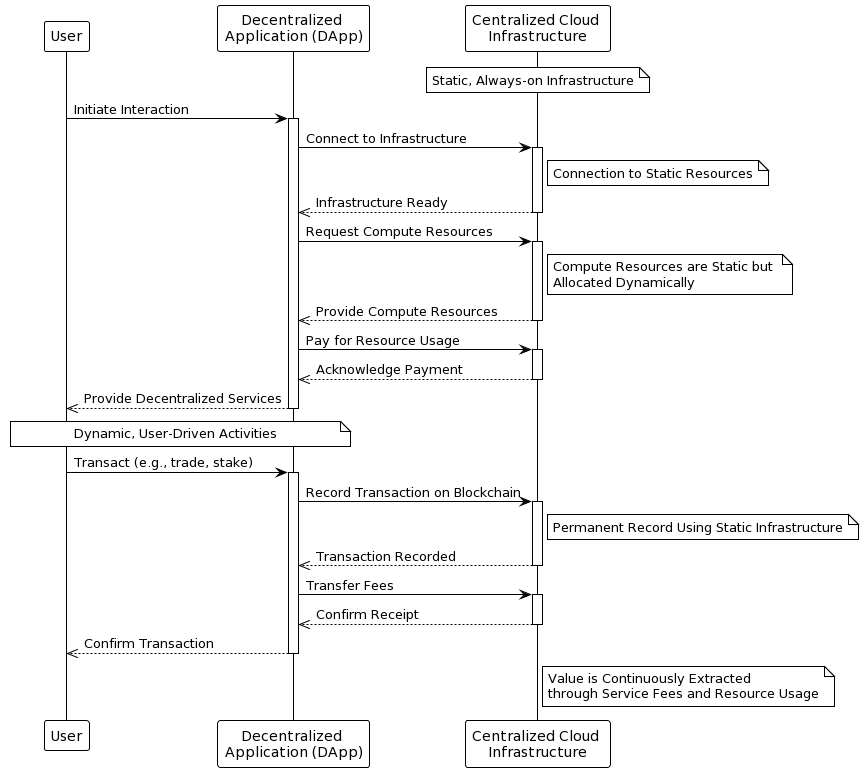 User
Decentralized
Application (DApp)
Centralized Cloud
Infrastructure
Static, Always-on Infrastructure
Initiate Interaction
Connect to Infrastructure
Connection to Static Resources
Infrastructure Ready
Request Compute Resources
Compute Resources are Static but
Allocated Dynamically
Provide Compute Resources
Pay for Resource Usage
Acknowledge Payment
Provide Decentralized Services
Dynamic, User-Driven Activities
Transact (e.g., trade, stake)
Record Transaction on Blockchain
Permanent Record Using Static Infrastructure
Transaction Recorded
Transfer Fees
Confirm Receipt
Confirm Transaction
Value is Continuously Extracted
through Service Fees and Resource Usage
User
Decentralized
Application (DApp)
Centralized Cloud
Infrastructure